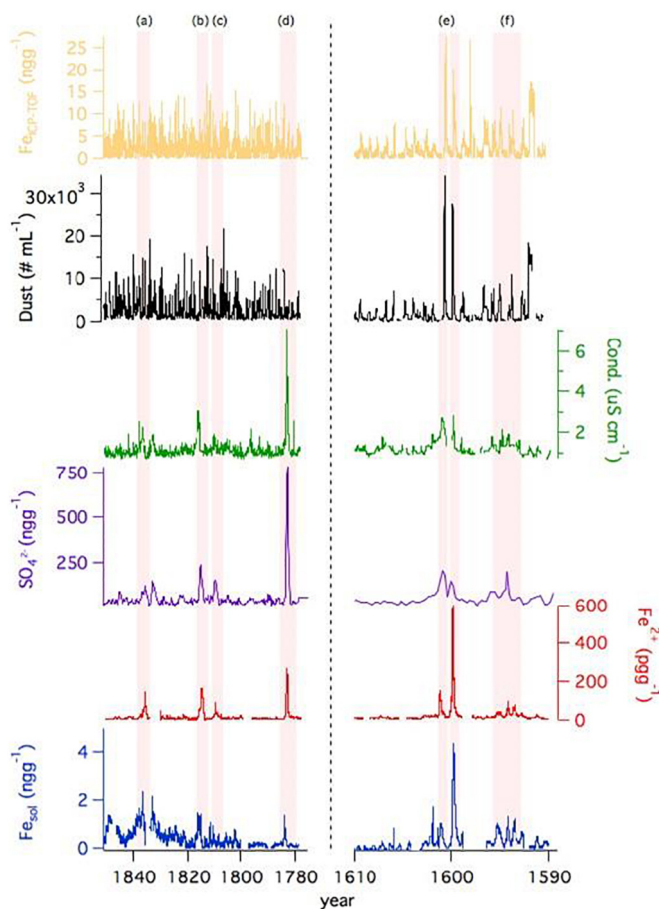 (a) (b) (c) (d) (e) (f)
Fe_ICP-TOF (ngg⁻¹)
25
20
15
10
5
0
Dust (# mL⁻¹)
30x10³
20
10
0
Cond. (uS cm⁻¹)
6
4
2
SO₄²⁻ (ngg⁻¹)
750
500
250
Fe²⁺ (pgg⁻¹)
600
400
200
0
Fe_sol (ngg⁻¹)
4
2
0
1840 1820 1800 1780 1610 1600 1590
year